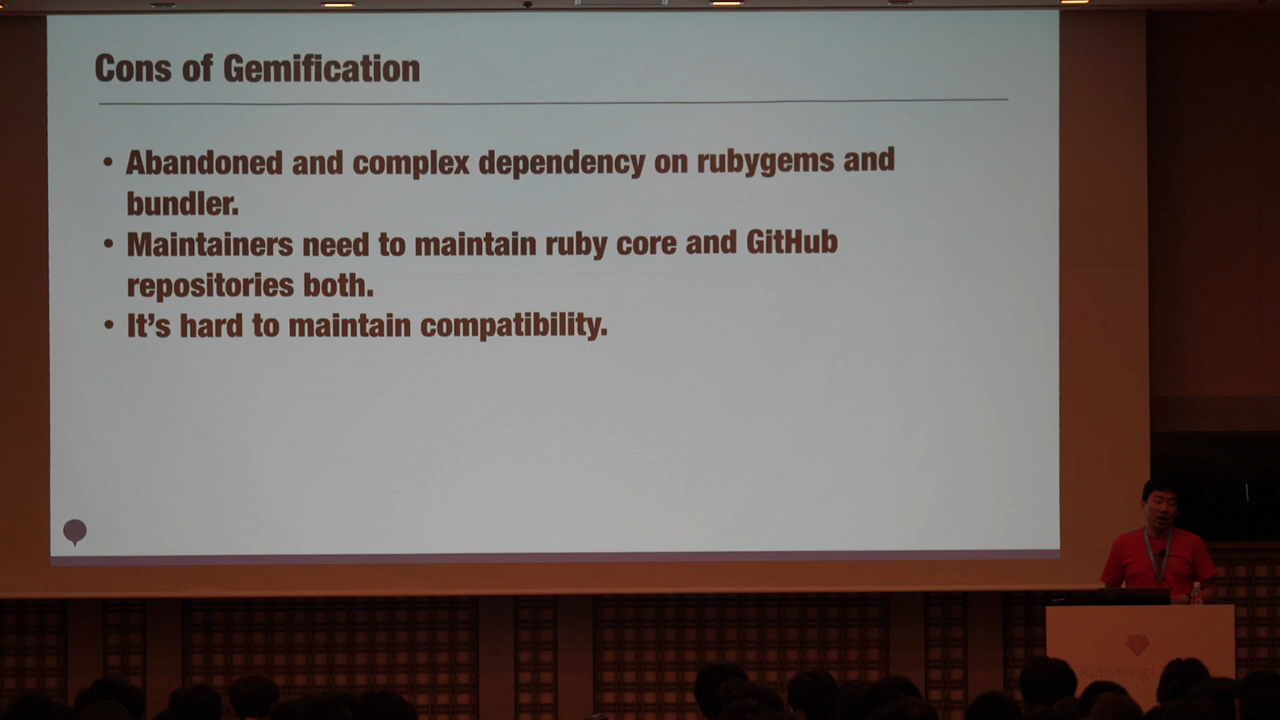 Cons of Gemification
• Abandoned and complex dependency on rubygems and
bundler.
• Maintainers need to maintain ruby core and GitHub
repositories both.
• It's hard to maintain compatibility.